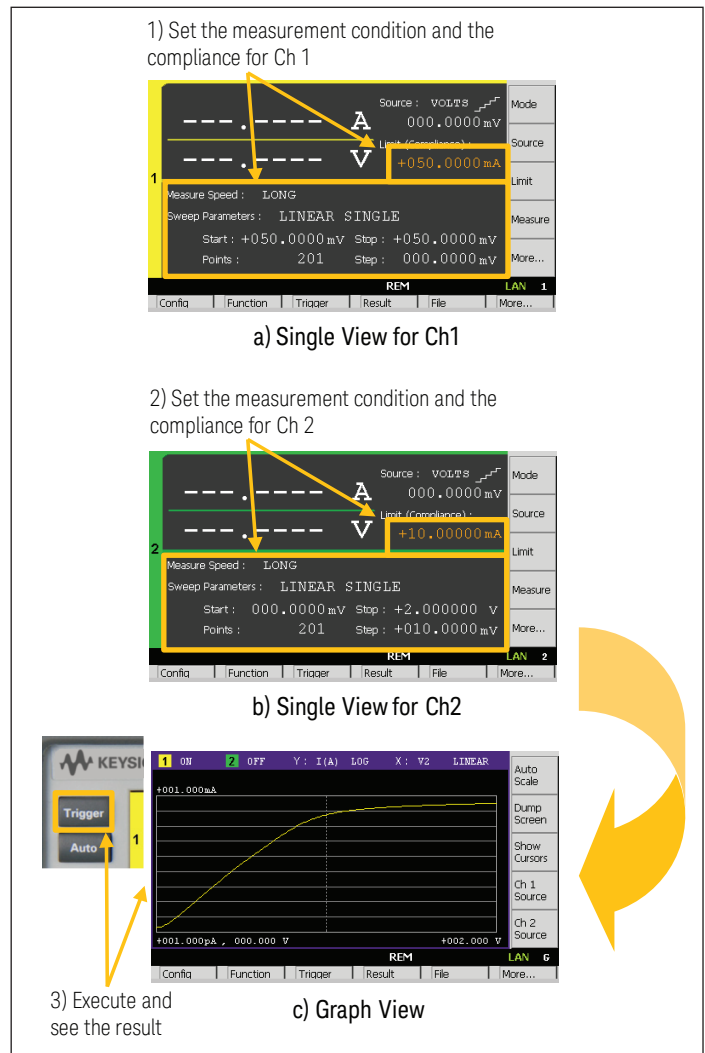 1) Set the measurement condition and the
compliance for Ch 1
Source : VOLTS
Mode
---.---- A
000.0000 mV
Limit (Compliance) :
Source
---.---- V
+050.0000 mA
1
Limit
Measure Speed : LONG
Sweep Parameters : LINEAR SINGLE
Measure
Start : +050.0000 mV Stop : +050.0000 mV
Points : 201 Step : 000.0000 mV
More...
REM LAN 1
Config Function Trigger Result File More...
a) Single View for Ch1
2) Set the measurement condition and the
compliance for Ch 2
Source : VOLTS
Mode
---.---- A
000.0000 mV
Limit (Compliance) :
Source
---.---- V
+10.00000 mA
2
Limit
Measure Speed : LONG
Sweep Parameters : LINEAR SINGLE
Measure
Start : 000.0000 mV Stop : +2.000000 V
Points : 201 Step : +010.0000 mV
More...
REM LAN 2
Config Function Trigger Result File More...
b) Single View for Ch2
KEYSI
Trigger
Auto
1
1 ON 2 OFF Y: I(A) LOG X: V2 LINEAR
Auto
Scale
+001.000mA
Dump
Screen
Show
Cursors
Ch 1
Source
Ch 2
Source
+001.000pA , 000.000 V +002.000 V
REM LAN G
Config Function Trigger Result File More...
3) Execute and
see the result
c) Graph View